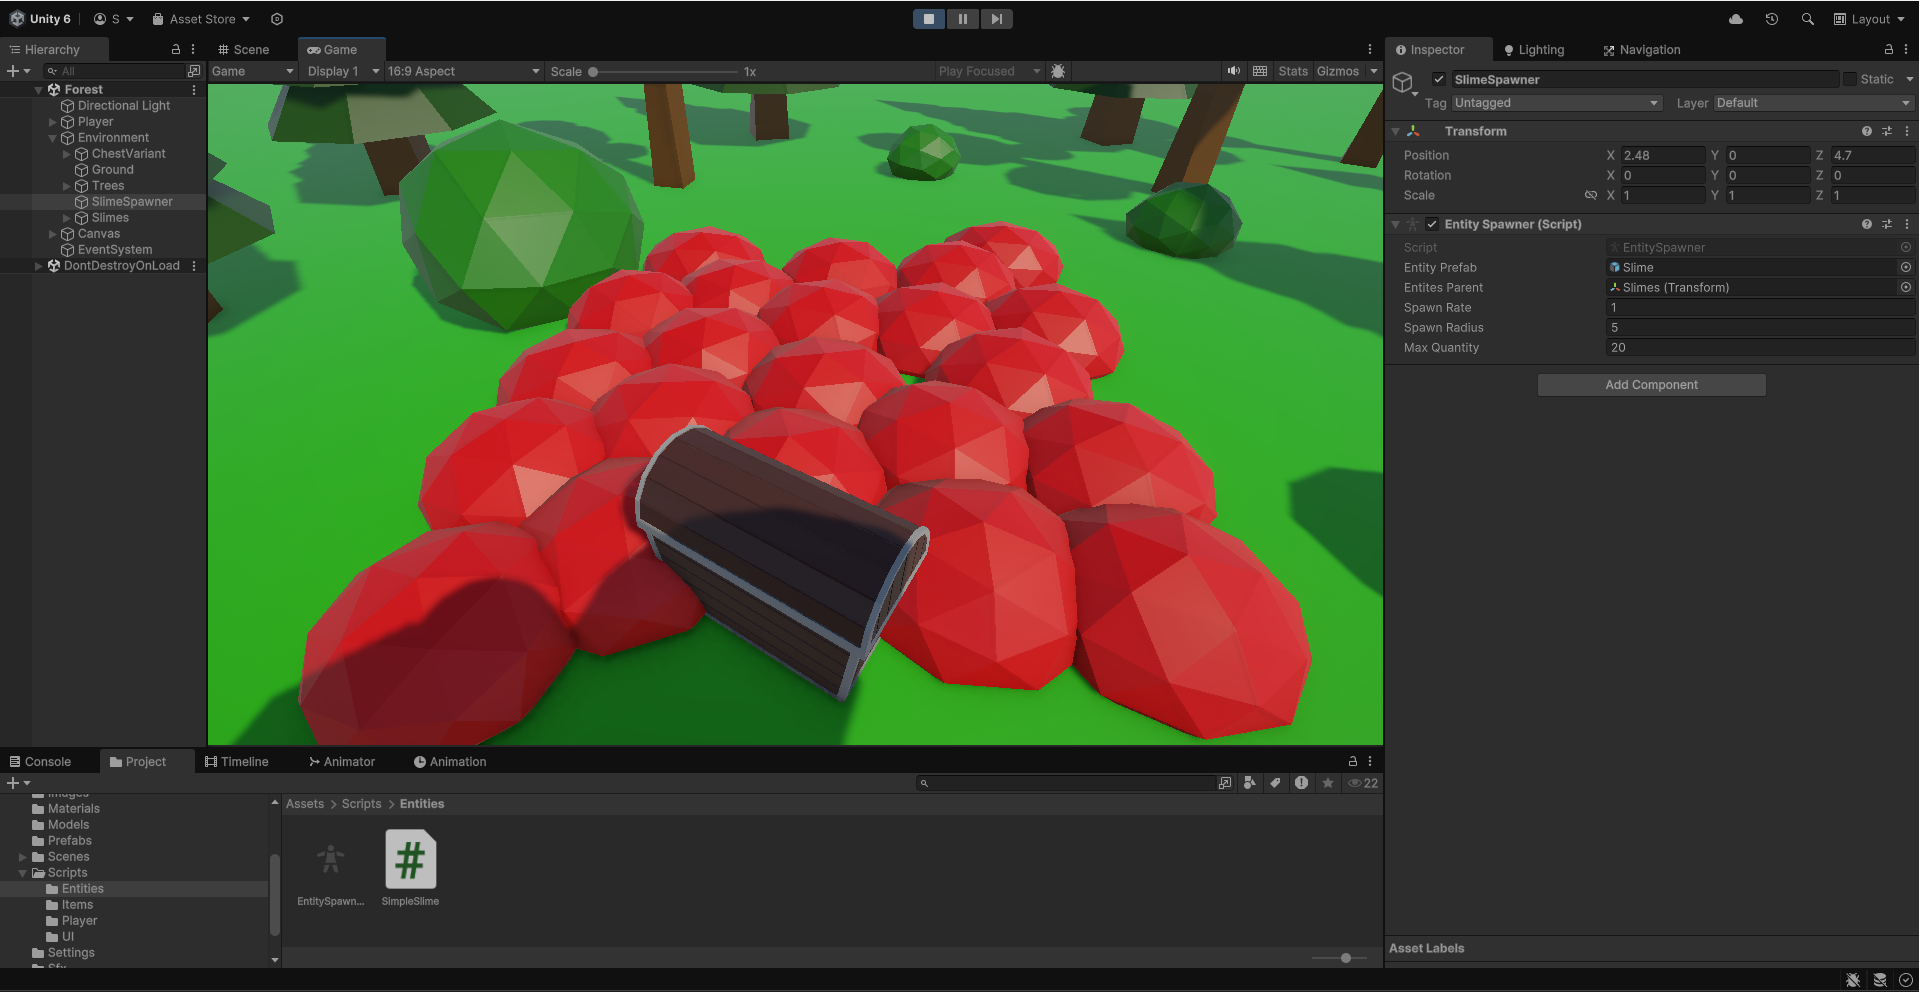 Unity 6 S Asset Store Layout
Hierarchy
All
Forest
Directional Light
Player
Environment
ChestVariant
Ground
Trees
SlimeSpawner
Slimes
Canvas
EventSystem
DontDestroyOnLoad
Scene Game
Game Display 1 16:9 Aspect Scale 1x Play Focused Stats Gizmos
Inspector Lighting Navigation
SlimeSpawner Static
Tag Untagged Layer Default
Transform
Position X 2.48 Y 0 Z 4.7
Rotation X 0 Y 0 Z 0
Scale X 1 Y 1 Z 1
Entity Spawner (Script)
Script EntitySpawner
Entity Prefab Slime
Entites Parent Slimes (Transform)
Spawn Rate 1
Spawn Radius 5
Max Quantity 20
Add Component
Console Project Timeline Animator Animation
22
Images
Materials
Models
Prefabs
Scenes
Scripts
Entities
Items
Player
UI
Settings
Sfx
Assets > Scripts > Entities
#
EntitySpawn... SimpleSlime
Asset Labels